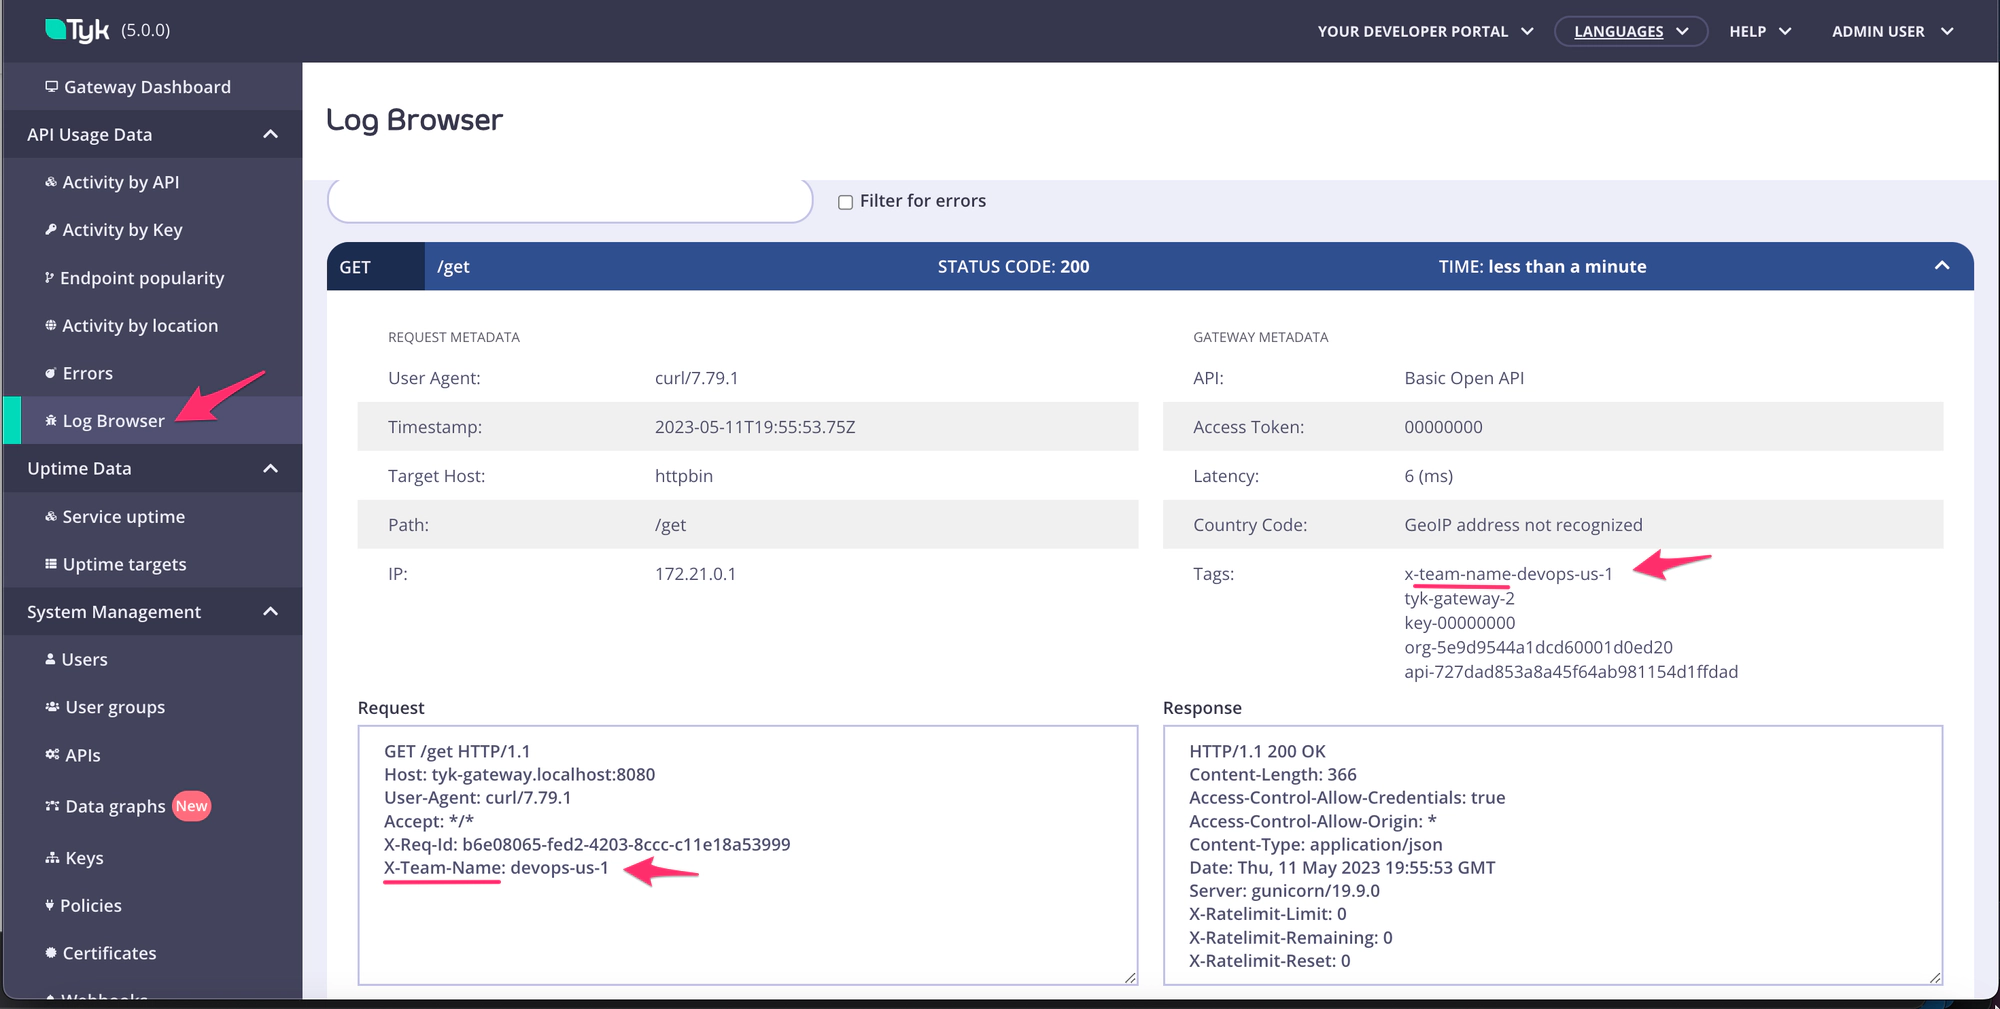 Tyk (5.0.0)
YOUR DEVELOPER PORTAL
LANGUAGES
HELP
ADMIN USER
Gateway Dashboard
API Usage Data
Activity by API
Activity by Key
Endpoint popularity
Activity by location
Errors
Log Browser
Uptime Data
Service uptime
Uptime targets
System Management
Users
User groups
APIs
Data graphs New
Keys
Policies
Certificates
Webhooks
Log Browser
Filter for errors
GET /get STATUS CODE: 200 TIME: less than a minute
REQUEST METADATA
User Agent: curl/7.79.1
Timestamp: 2023-05-11T19:55:53.75Z
Target Host: httpbin
Path: /get
IP: 172.21.0.1
GATEWAY METADATA
API: Basic Open API
Access Token: 00000000
Latency: 6 (ms)
Country Code: GeoIP address not recognized
Tags: x-team-name-devops-us-1
tyk-gateway-2
key-00000000
org-5e9d9544a1dcd60001d0ed20
api-727dad853a8a45f64ab981154d1ffdad
Request
GET /get HTTP/1.1
Host: tyk-gateway.localhost:8080
User-Agent: curl/7.79.1
Accept: */*
X-Req-Id: b6e08065-fed2-4203-8ccc-c11e18a53999
X-Team-Name: devops-us-1
Response
HTTP/1.1 200 OK
Content-Length: 366
Access-Control-Allow-Credentials: true
Access-Control-Allow-Origin: *
Content-Type: application/json
Date: Thu, 11 May 2023 19:55:53 GMT
Server: gunicorn/19.9.0
X-Ratelimit-Limit: 0
X-Ratelimit-Remaining: 0
X-Ratelimit-Reset: 0